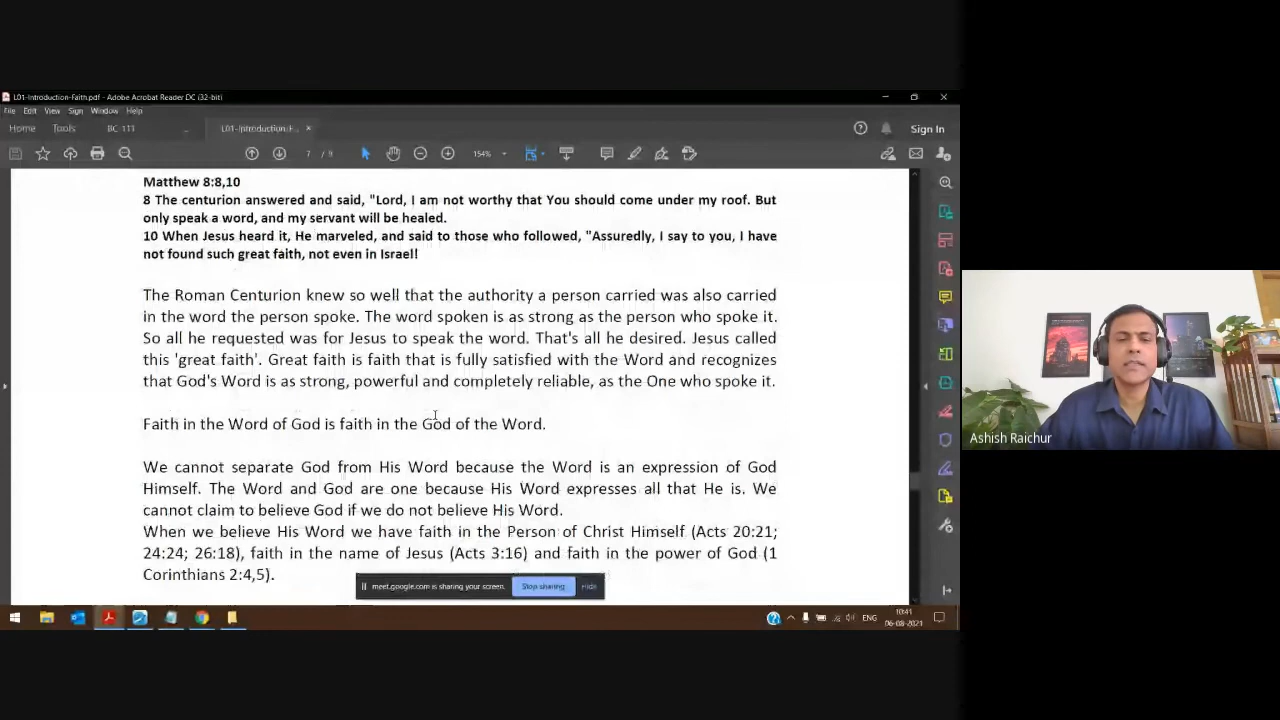 L01-Introduction-Faith.pdf - Adobe Acrobat Reader DC (32-bit)
File Edit View Sign Window Help
Home Tools BC 111 L01-Introduction-F... × Sign In
7 / 9 154%
Matthew 8:8,10
8 The centurion answered and said, "Lord, I am not worthy that You should come under my roof. But
only speak a word, and my servant will be healed.
10 When Jesus heard it, He marveled, and said to those who followed, "Assuredly, I say to you, I have
not found such great faith, not even in Israel!
The Roman Centurion knew so well that the authority a person carried was also carried
in the word the person spoke. The word spoken is as strong as the person who spoke it.
So all he requested was for Jesus to speak the word. That's all he desired. Jesus called
this 'great faith'. Great faith is faith that is fully satisfied with the Word and recognizes
that God's Word is as strong, powerful and completely reliable, as the One who spoke it.
Faith in the Word of God is faith in the God of the Word.
We cannot separate God from His Word because the Word is an expression of God
Himself. The Word and God are one because His Word expresses all that He is. We
cannot claim to believe God if we do not believe His Word.
When we believe His Word we have faith in the Person of Christ Himself (Acts 20:21;
24:24; 26:18), faith in the name of Jesus (Acts 3:16) and faith in the power of God (1
Corinthians 2:4,5).
meet.google.com is sharing your screen. Stop sharing Hide
ENG
10:41
06-08-2021
Ashish Raichur